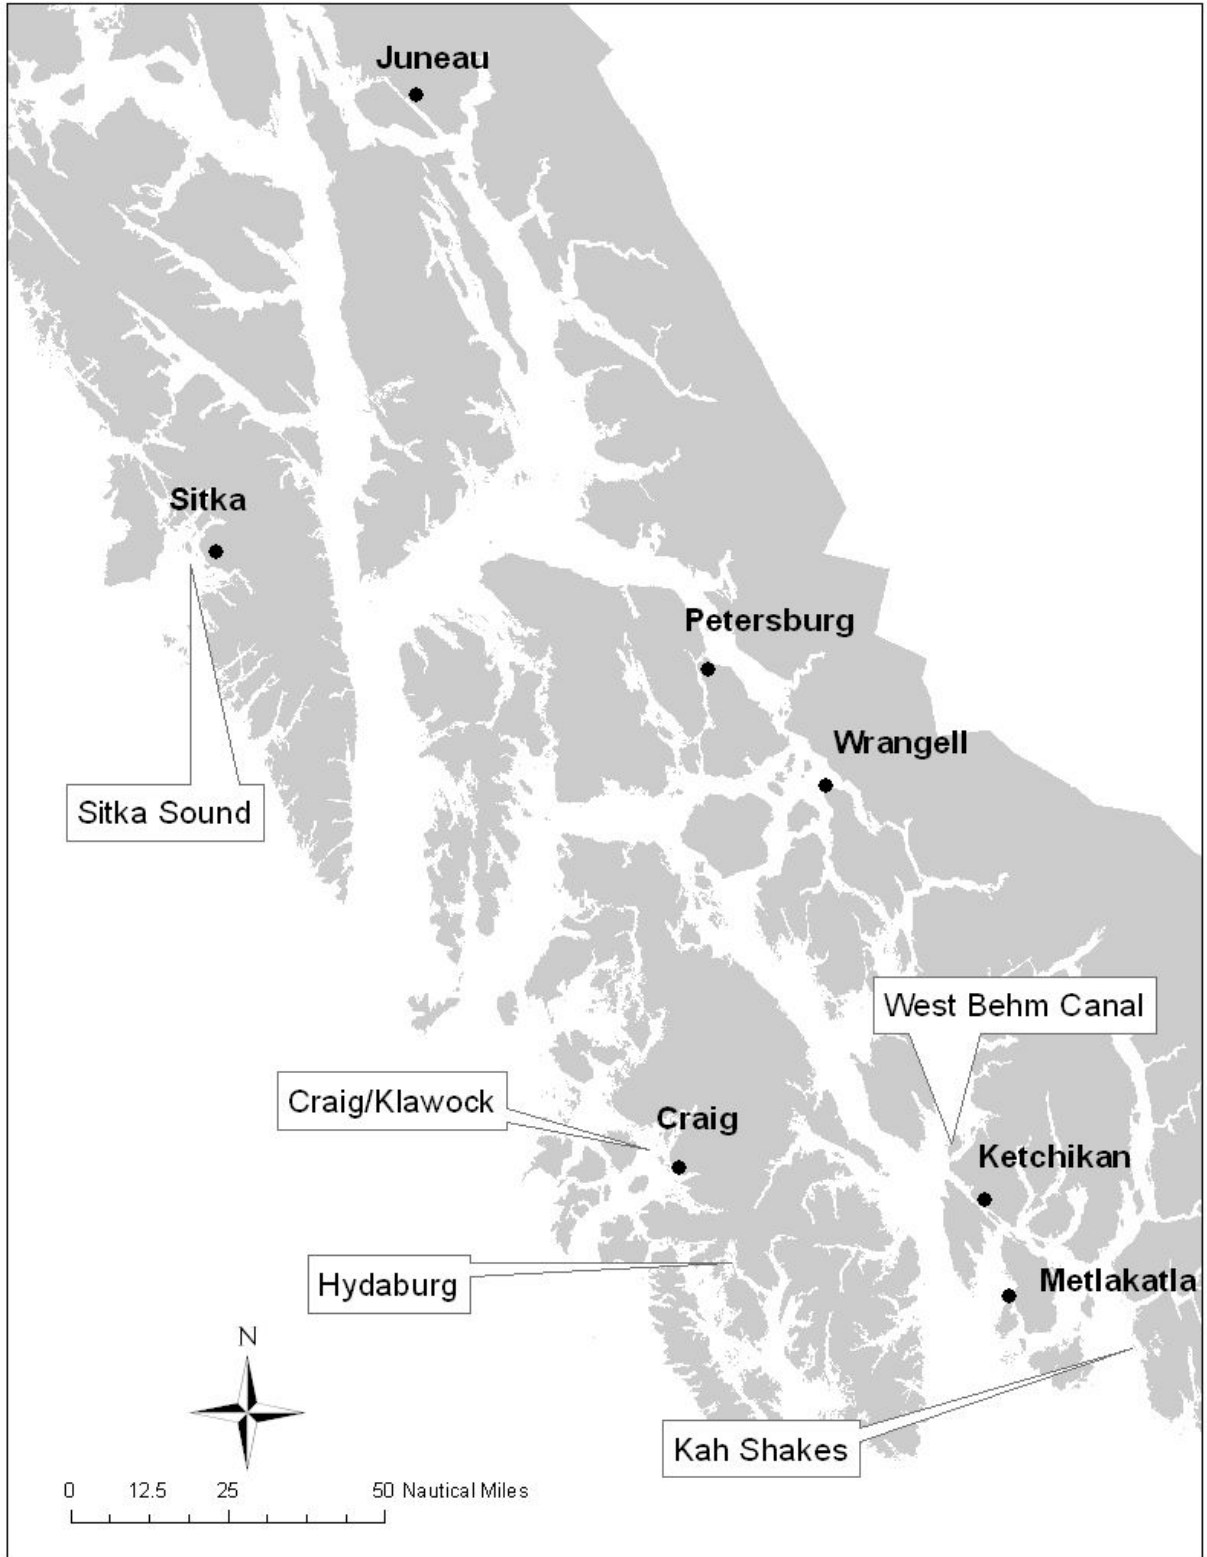 Juneau
Sitka
Petersburg
Wrangell
Sitka Sound
West Behm Canal
Craig/Klawock
Craig
Ketchikan
Hydaburg
Metlakatla
N
Kah Shakes
0 12.5 25 50 Nautical Miles